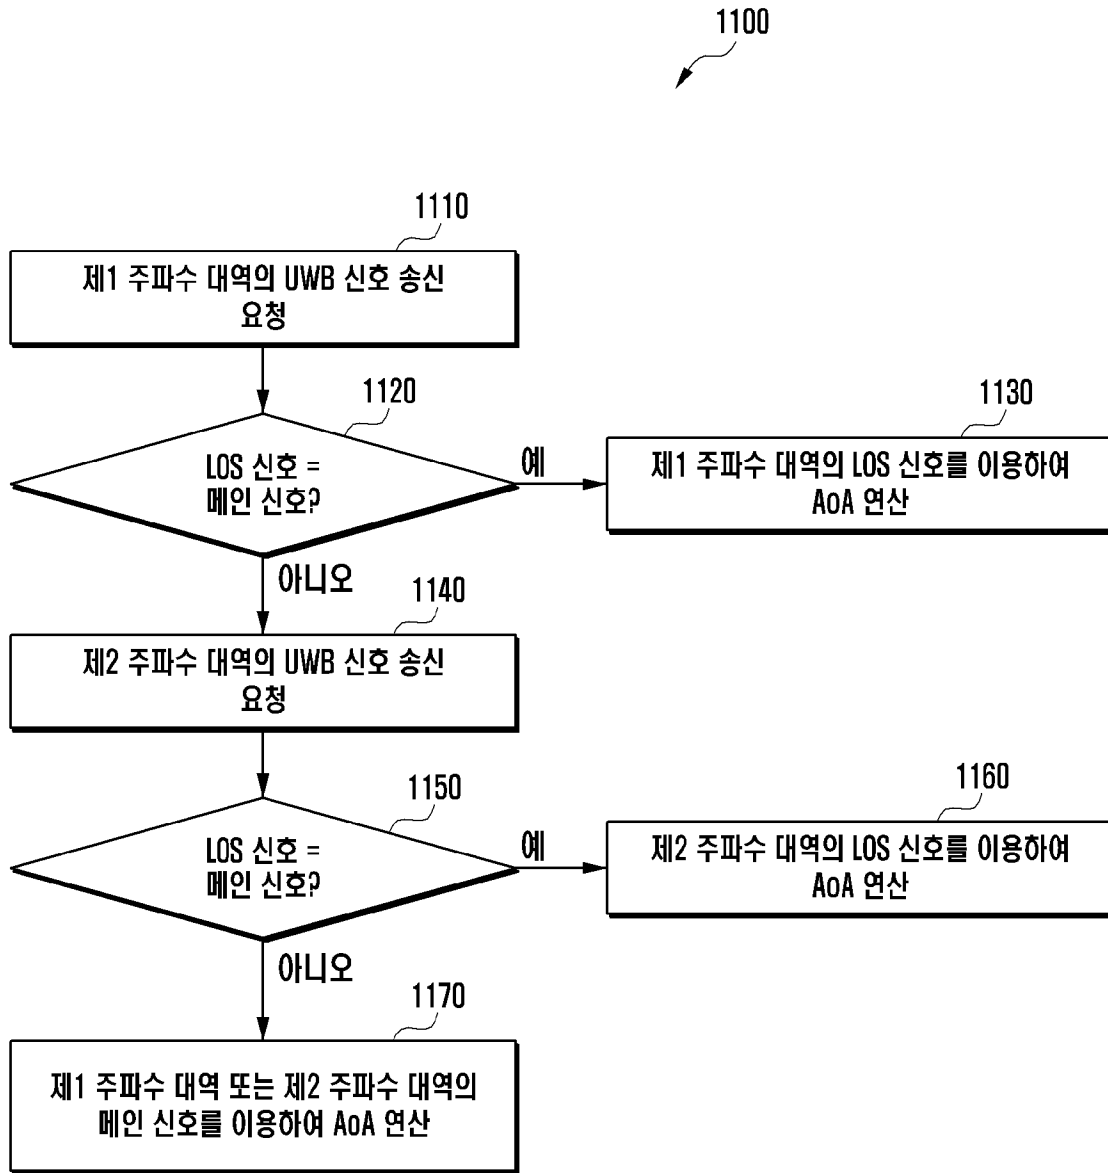 1100
1110
제1 주파수 대역의 UWB 신호 송신
요청
1120
LOS 신호 =
메인 신호?
예
1130
제1 주파수 대역의 LOS 신호를 이용하여
AoA 연산
아니오
1140
제2 주파수 대역의 UWB 신호 송신
요청
1150
LOS 신호 =
메인 신호?
예
1160
제2 주파수 대역의 LOS 신호를 이용하여
AoA 연산
아니오
1170
제1 주파수 대역 또는 제2 주파수 대역의
메인 신호를 이용하여 AoA 연산